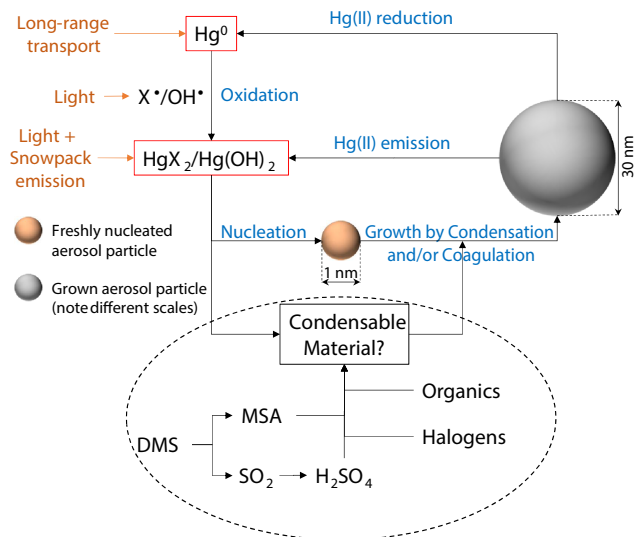 Long-range
transport
Hg⁰
Hg(II) reduction
Light
X•/OH•
Oxidation
Light +
Snowpack
emission
HgX₂/Hg(OH)₂
Hg(II) emission
30 nm
Freshly nucleated
aerosol particle
Nucleation
Growth by Condensation
and/or Coagulation
1 nm
Grown aerosol particle
(note different scales)
Condensable
Material?
Organics
MSA
Halogens
DMS
SO₂
H₂SO₄